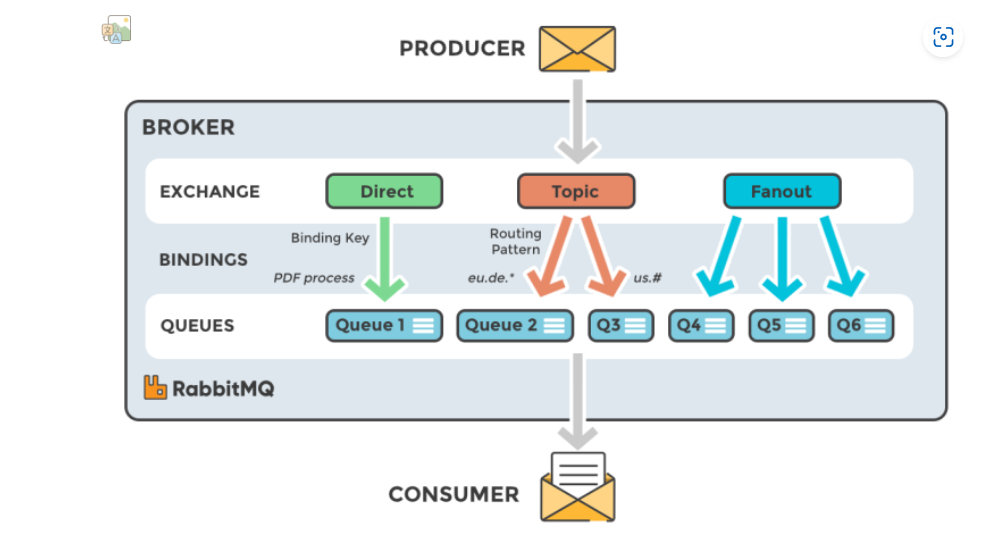 PRODUCER
BROKER
EXCHANGE
Direct
Topic
Fanout
Binding Key
Routing
Pattern
BINDINGS
PDF process
eu.de.*
us.#
QUEUES
Queue 1
Queue 2
Q3
Q4
Q5
Q6
RabbitMQ
CONSUMER